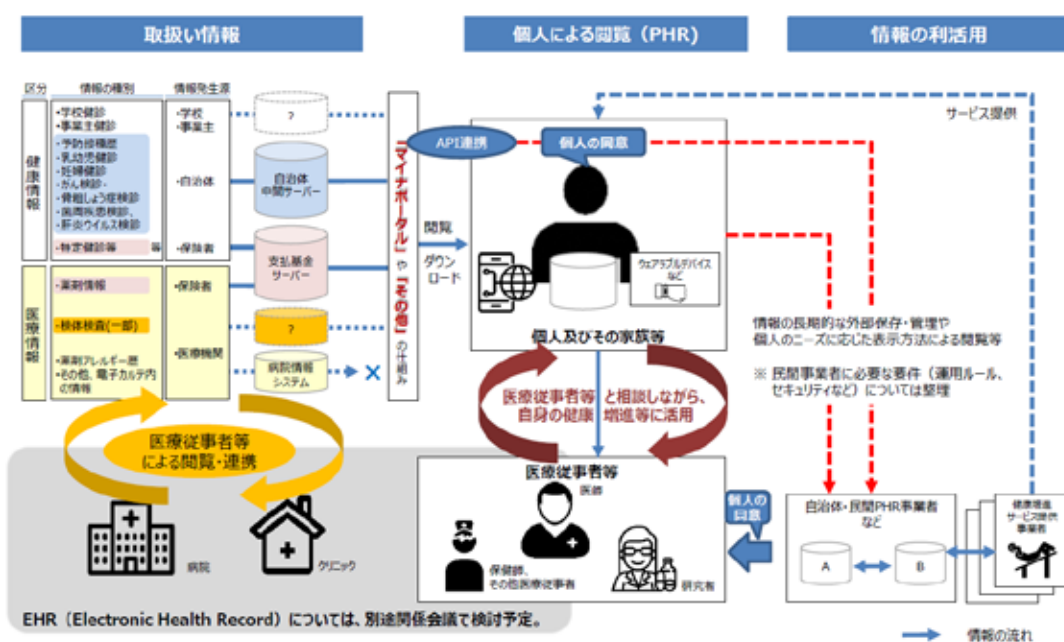 取扱い情報
個人による閲覧（PHR）
情報の利活用
区分
情報の種別
情報発生源
健康情報
・学校健診
・事業主健診
・予防接種歴
・乳幼児健診
・妊婦健診
・がん検診・
・骨粗しょう症検診
・歯周疾患検診、
・肝炎ウイルス検診
・特定健診等
等
・学校
・事業主
・自治体
・保険者
?
自治体
中間サーバー
支払基金
サーバー
医療情報
・薬剤情報
・検体検査(一部)
・薬剤アレルギー歴
・その他、電子カルテ内
の情報
・保険者
・医療機関
?
病院情報
システム
×
「マイナポータル」や「その他」の仕組み
閲覧
ダウン
ロード
API連携
個人の同意
ウェアラブルデバイス
など
個人及びその家族等
サービス提供
情報の長期的な外部保存・管理や
個人のニーズに応じた表示方法による閲覧等
※ 民間事業者に必要な要件（運用ルール、
セキュリティなど）については整理
医療従事者等 と相談しながら、
自身の健康 増進等に活用
医療従事者等
による閲覧・連携
病院
クリニック
EHR（Electronic Health Record）については、別途関係会議で検討予定。
医療従事者等
医師
保健師、
その他医療従事者
研究者
個人の
同意
自治体・民間PHR事業者
など
A
B
健康増進
サービス提供
事業者
情報の流れ